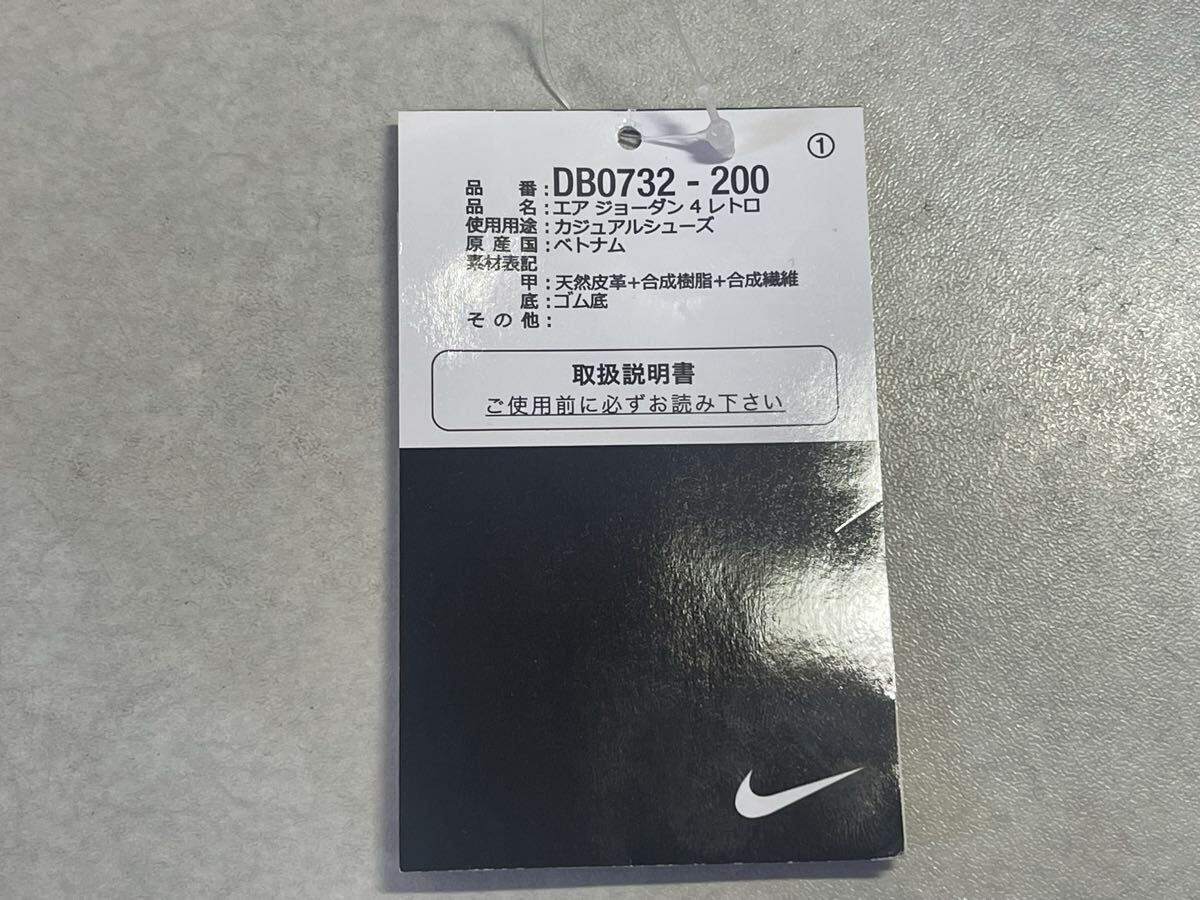 ①
品番：DB0732 - 200
品名：エア ジョーダン 4 レトロ
使用用途：カジュアルシューズ
原産国：ベトナム
素材表記
甲：天然皮革＋合成樹脂＋合成繊維
底：ゴム底
その他：
取扱説明書
ご使用前に必ずお読み下さい